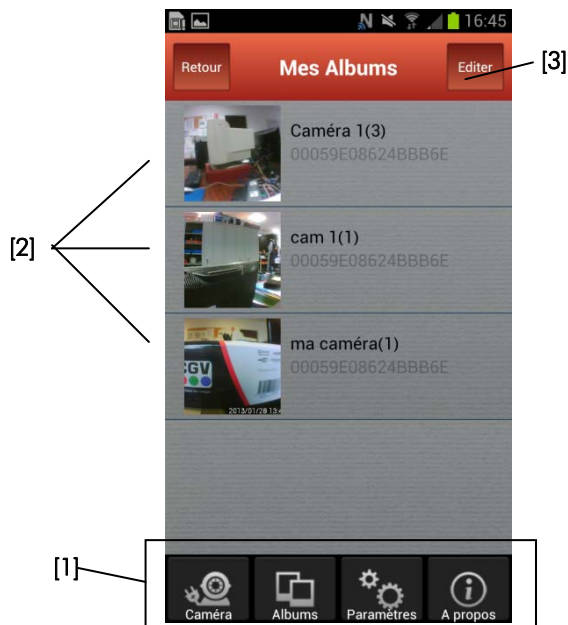 16:45
Retour
Mes Albums
Editer
[3]
Caméra 1(3)
00059E08624BBB6E
[2]
cam 1(1)
00059E08624BBB6E
ma caméra(1)
00059E08624BBB6E
CGV
[1]
Caméra
Albums
Paramètres
A propos